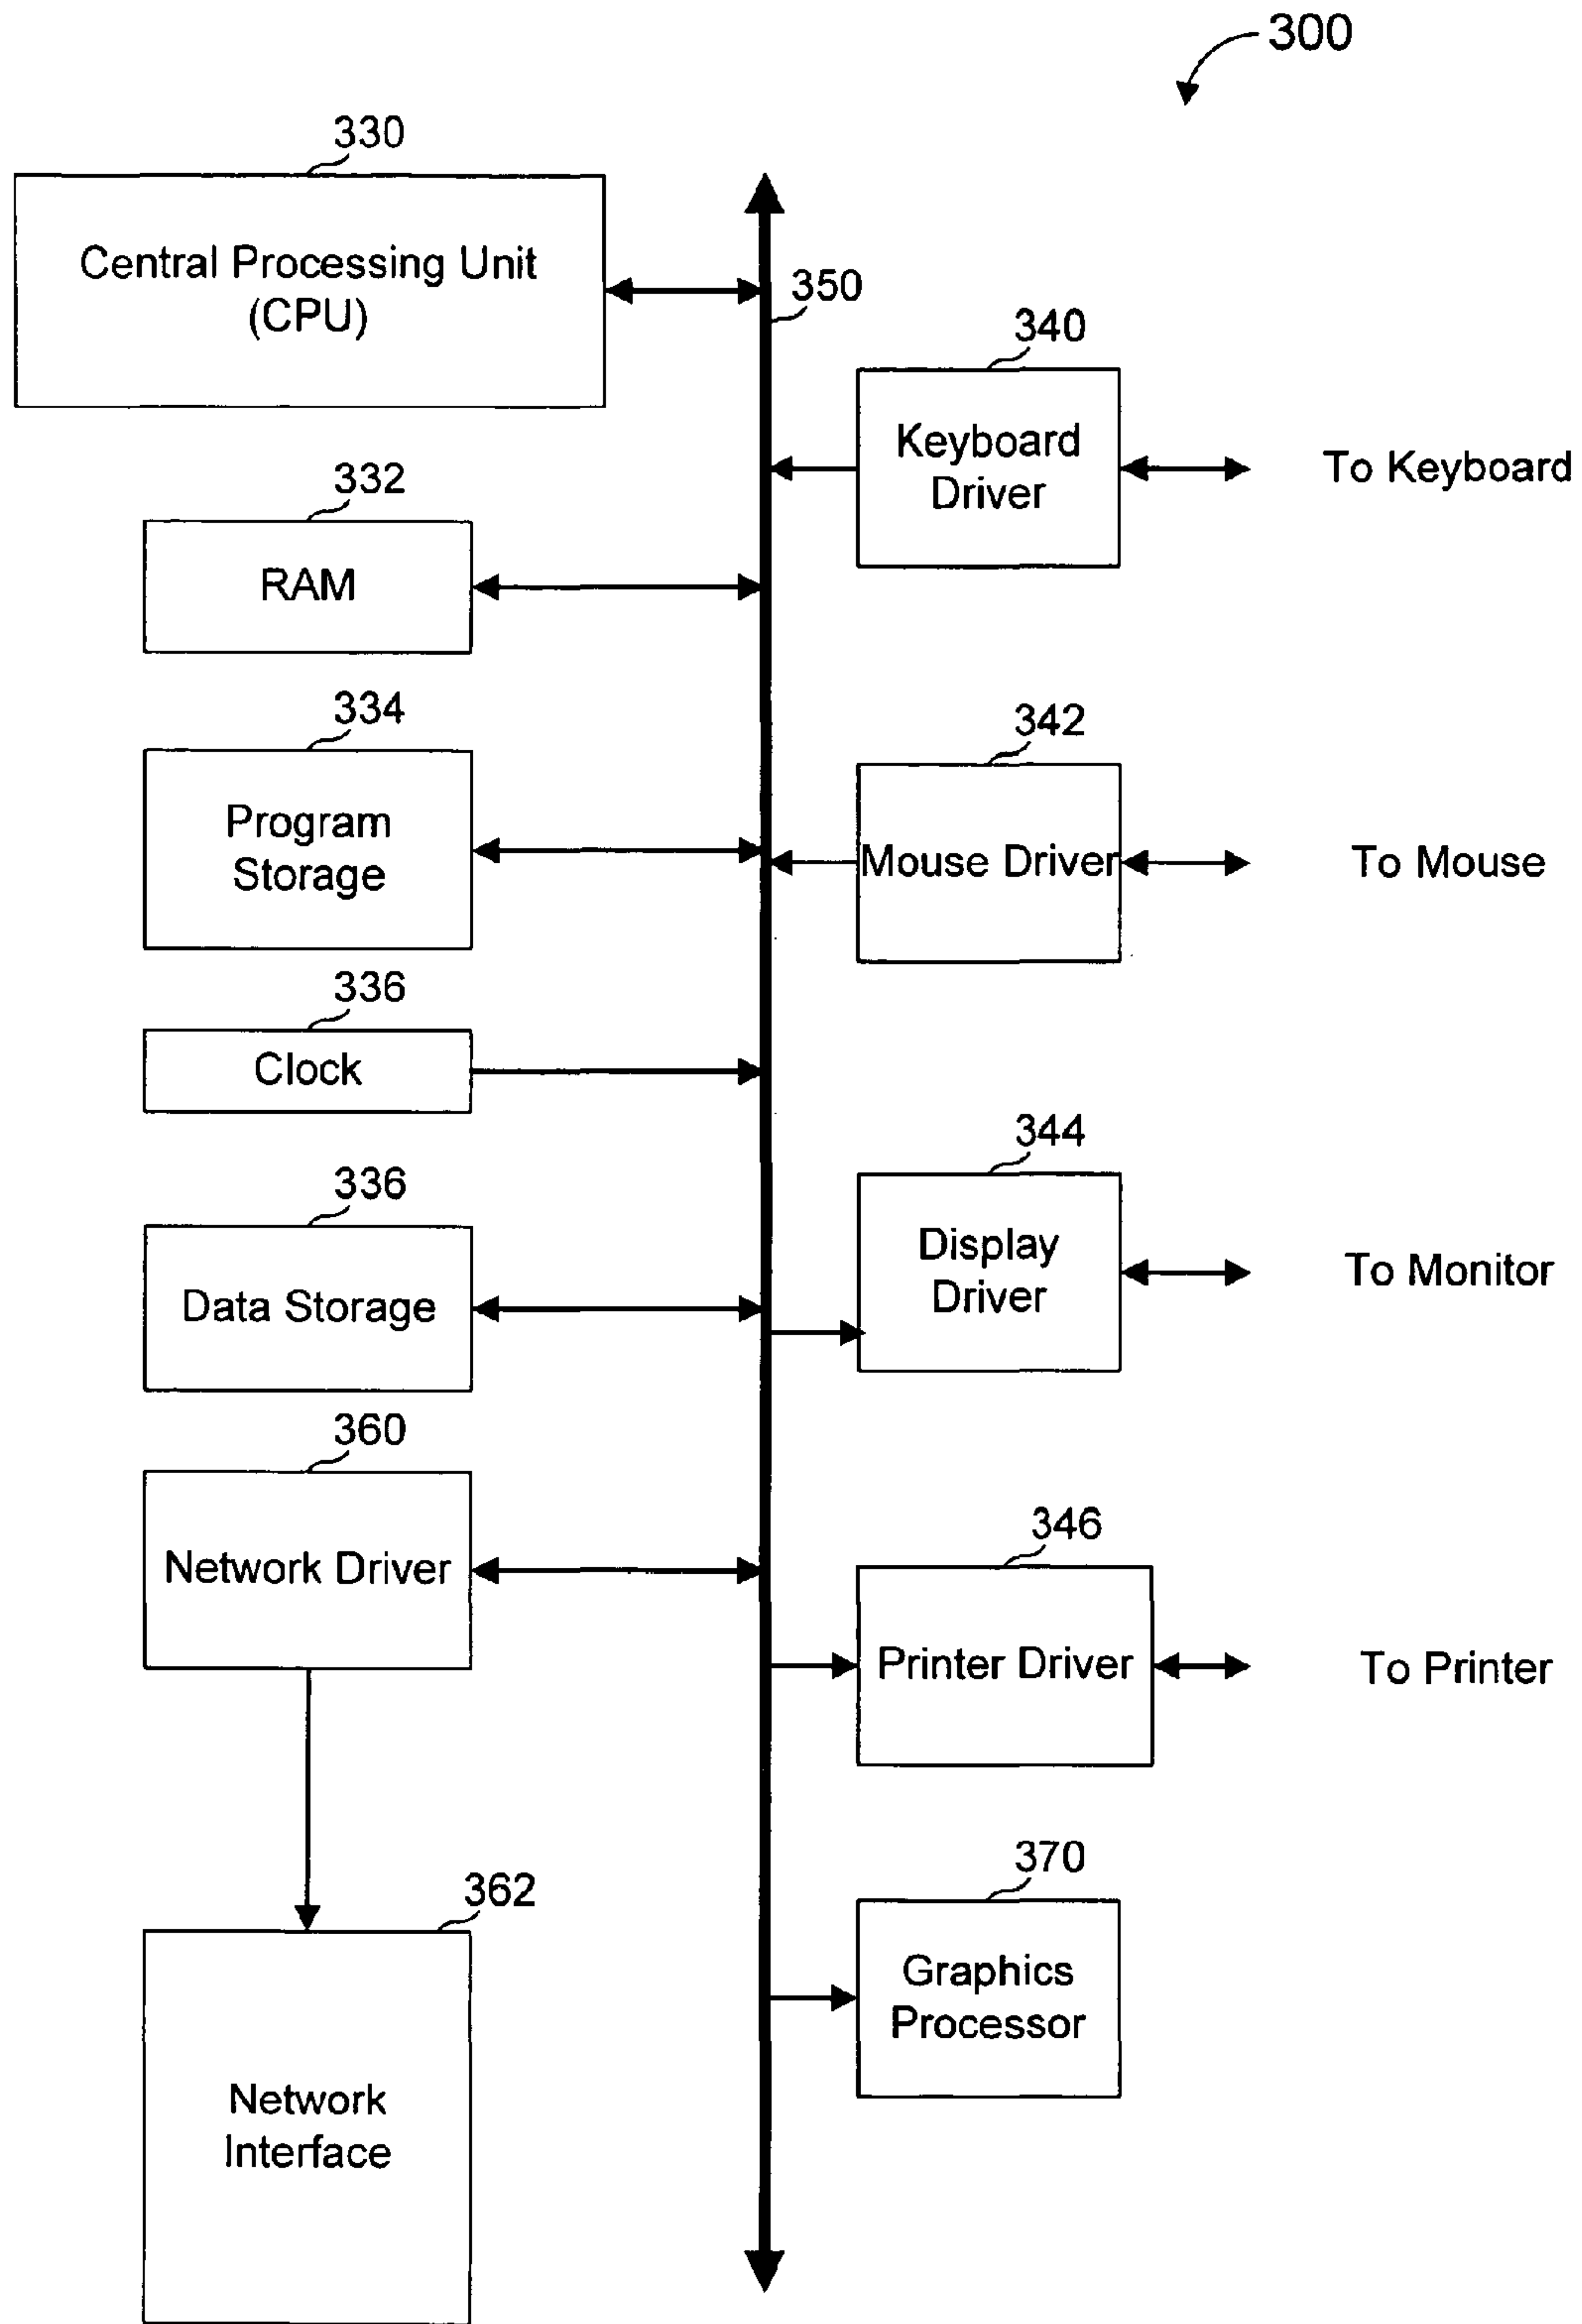 300
330
Central Processing Unit
(CPU)
350
340
Keyboard
Driver
To Keyboard
332
RAM
334
Program
Storage
342
Mouse Driver
To Mouse
336
Clock
344
Display
Driver
To Monitor
336
Data Storage
360
Network Driver
346
Printer Driver
To Printer
370
Graphics
Processor
362
Network
Interface